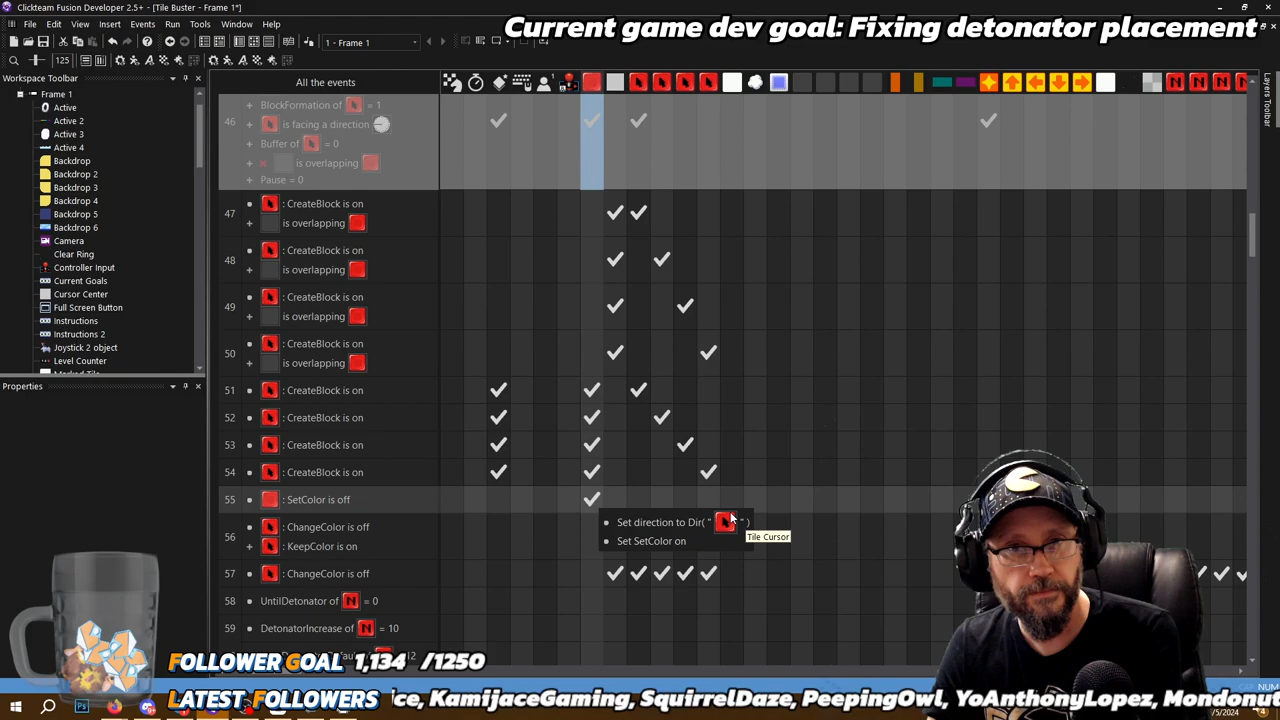 Clickteam Fusion Developer 2.5+ - [Tile Buster - Frame 1*]
Current game dev goal: Fixing detonator placement
File Edit View Insert Events Run Tools Window Help
1 - Frame 1
125
Workspace Toolbar
Frame 1
Active
Active 2
Active 3
Active 4
Backdrop
Backdrop 2
Backdrop 3
Backdrop 4
Backdrop 5
Backdrop 6
Camera
Clear Ring
Controller Input
Current Goals
Cursor Center
Full Screen Button
Instructions
Instructions 2
Joystick 2 object
Level Counter
Properties
All the events
Layers Toolbar
46
BlockFormation of = 1
is facing a direction
Buffer of = 0
is overlapping
Pause = 0
47 : CreateBlock is on
is overlapping
48 : CreateBlock is on
is overlapping
49 : CreateBlock is on
is overlapping
50 : CreateBlock is on
is overlapping
51 : CreateBlock is on
52 : CreateBlock is on
53 : CreateBlock is on
54 : CreateBlock is on
55 : SetColor is off
56 : ChangeColor is off
: KeepColor is on
57 : ChangeColor is off
58 UntilDetonator of N = 0
59 DetonatorIncrease of N = 10
Set direction to Dir( " " )
Set SetColor on
Tile Cursor
FOLLOWER GOAL 1,134 /1250
LATEST FOLLOWERS ice, KamijaceGaming, SquirrelDaze, PeepingOwl, YoAnthonyLopez, Mondo
NUM
/5/2024